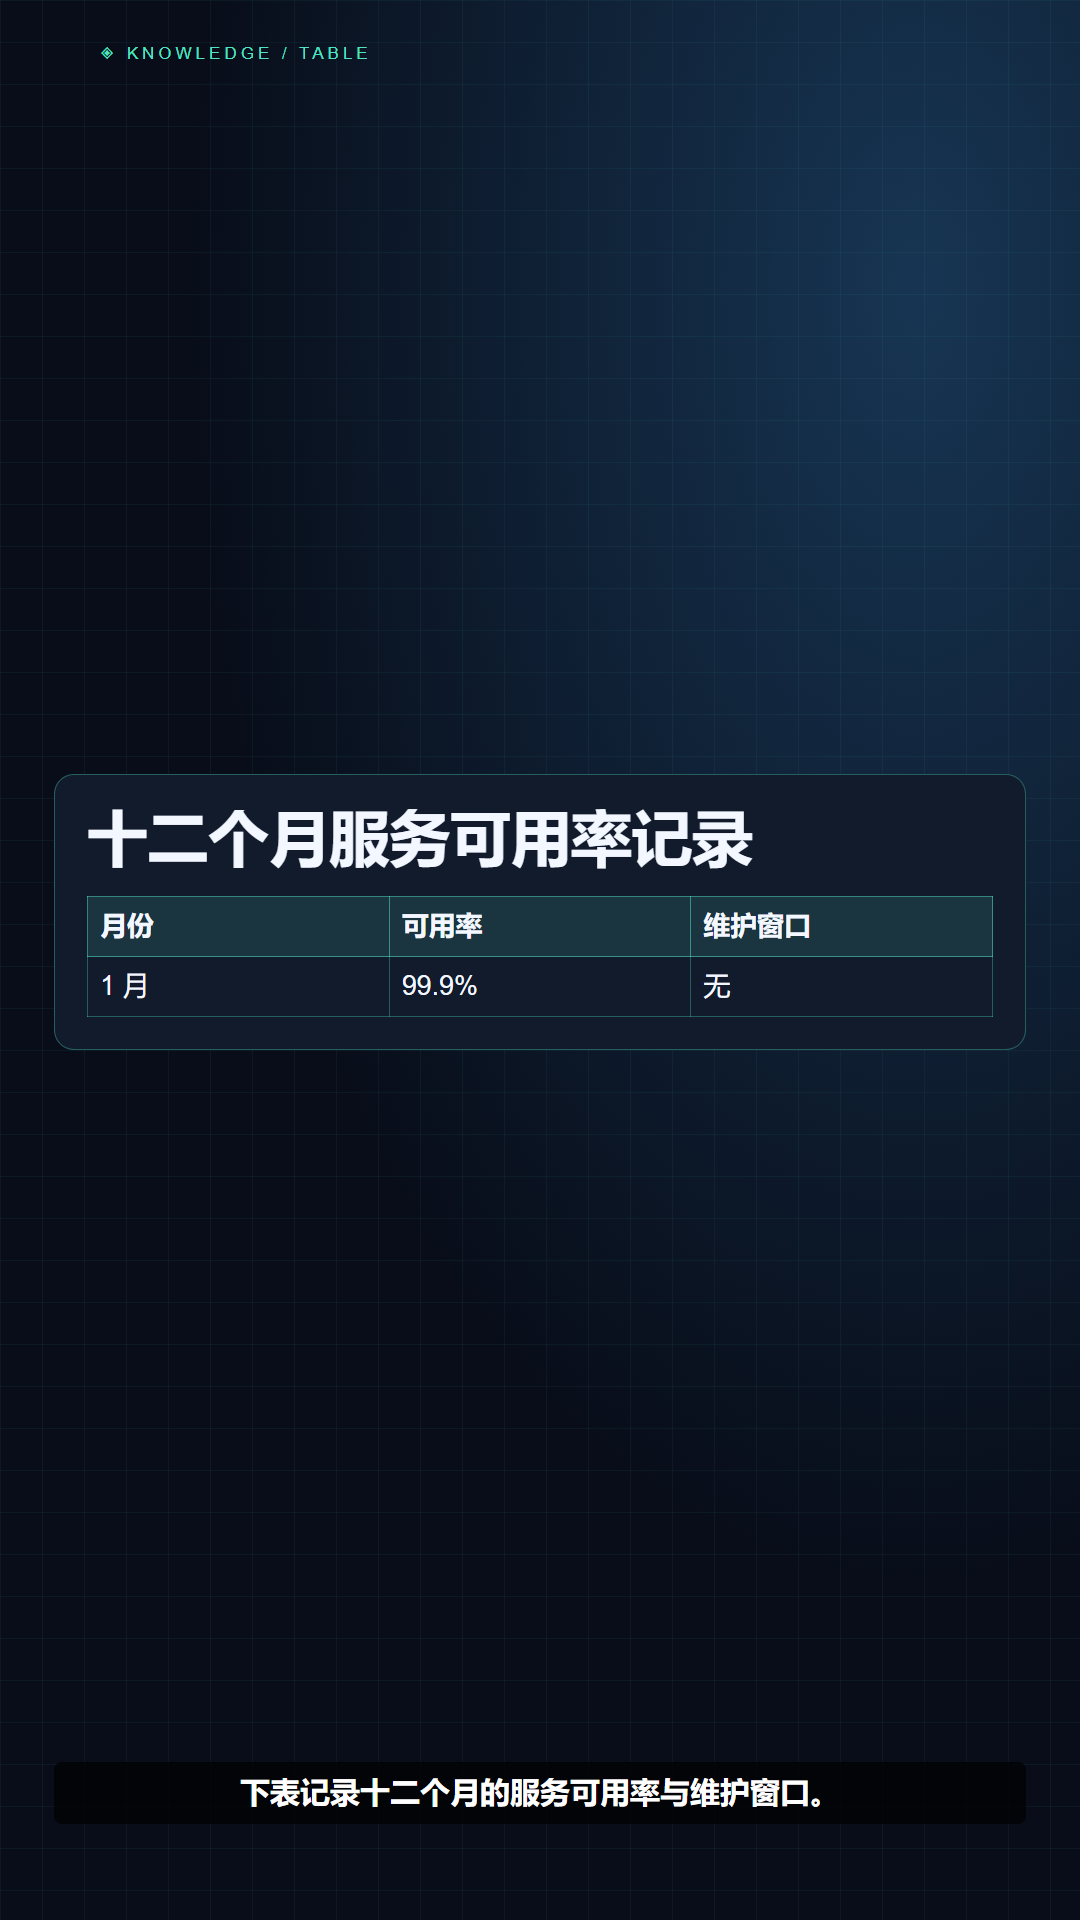 ◈ KNOWLEDGE / TABLE
十二个月服务可用率记录
月份 可用率 维护窗口
1 月 99.9% 无
下表记录十二个月的服务可用率与维护窗口。